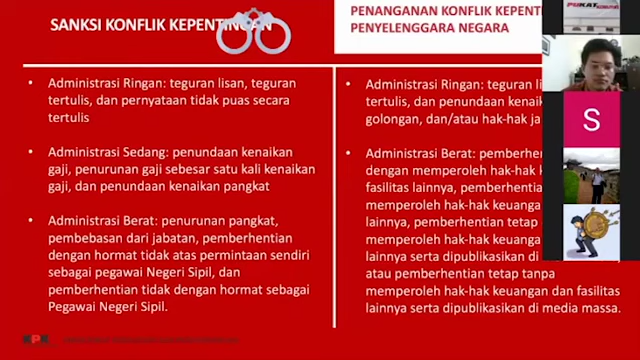 SANKSI KONFLIK KEPENTINGAN
• Administrasi Ringan: teguran lisan, teguran
tertulis, dan pernyataan tidak puas secara
tertulis
• Administrasi Sedang: penundaan kenaikan
gaji, penurunan gaji sebesar satu kali kenaikan
gaji, dan penundaan kenaikan pangkat
• Administrasi Berat: penurunan pangkat,
pembebasan dari jabatan, pemberhentian
dengan hormat tidak atas permintaan sendiri
sebagai pegawai Negeri Sipil, dan
pemberhentian tidak dengan hormat sebagai
Pegawai Negeri Sipil.
PENANGANAN KONFLIK KEPENTI
PENYELENGGARA NEGARA
• Administrasi Ringan: teguran li
tertulis, dan penundaan kenaik
golongan, dan/atau hak-hak ja
• Administrasi Berat: pemberhen
dengan memperoleh hak-hak k
fasilitas lainnya, pemberhentia
memperoleh hak-hak keuanga
lainnya, pemberhentian tetap
memperoleh hak-hak keuanga
lainnya serta dipublikasikan di
atau pemberhentian tetap tanpa
memperoleh hak-hak keuangan dan fasilitas
lainnya serta dipublikasikan di media massa.
PUKAT
S
KPK